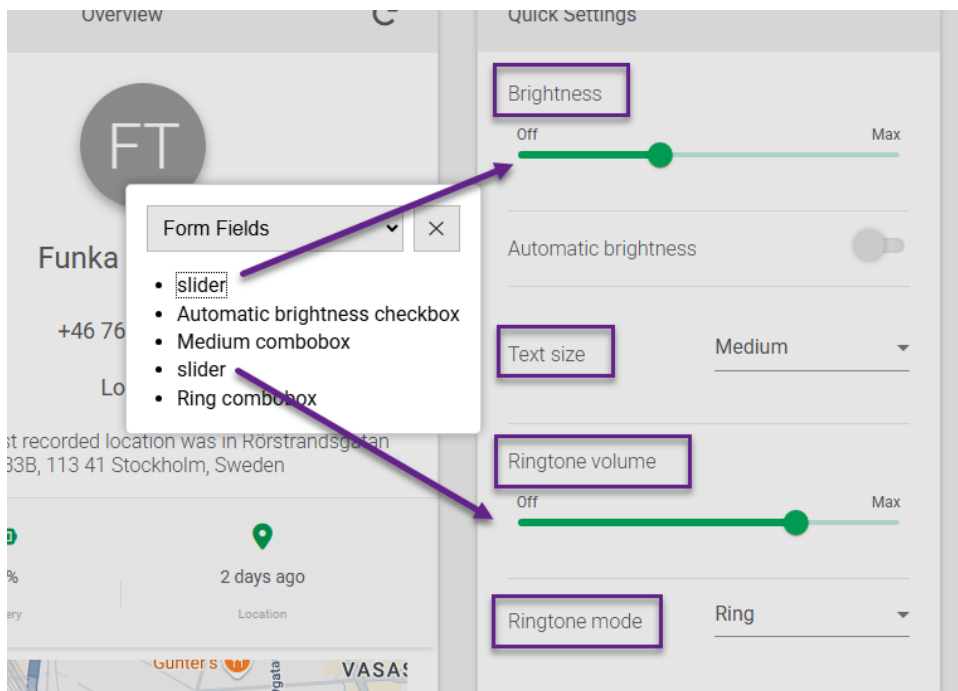 Overview
FT
Funka
+46 76
Lo
st recorded location was in Rörstrandsgatan
33B, 113 41 Stockholm, Sweden
%
2 days ago
ery
Location
Gunter's
gata
VASAS
Form Fields
slider
Automatic brightness checkbox
Medium combobox
slider
Ring combobox
Quick Settings
Brightness
Off
Max
Automatic brightness
Text size
Medium
Ringtone volume
Off
Max
Ringtone mode
Ring